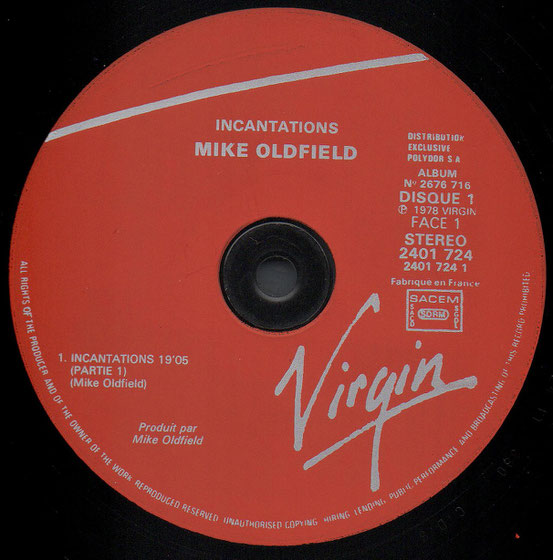 INCANTATIONS
MIKE OLDFIELD
DISTRIBUTION
EXCLUSIVE
POLYDOR S A
ALBUM
Nº 2676 716
DISQUE 1
℗ 1978 VIRGIN
FACE 1
STEREO
2401 724
2401 724 1
Fabriqué en France
SACEM
SACD
SDRM
SGDL
1. INCANTATIONS 19'05
(PARTIE 1)
(Mike Oldfield)
Produit par
Mike Oldfield
Virgin
ALL RIGHTS OF THE PRODUCER AND OF THE OWNER OF THE WORK REPRODUCED RESERVED UNAUTHORISED COPYING, HIRING LENDING PUBLIC PERFORMANCE AND BROADCASTING OF THIS RECORD PROHIBITED